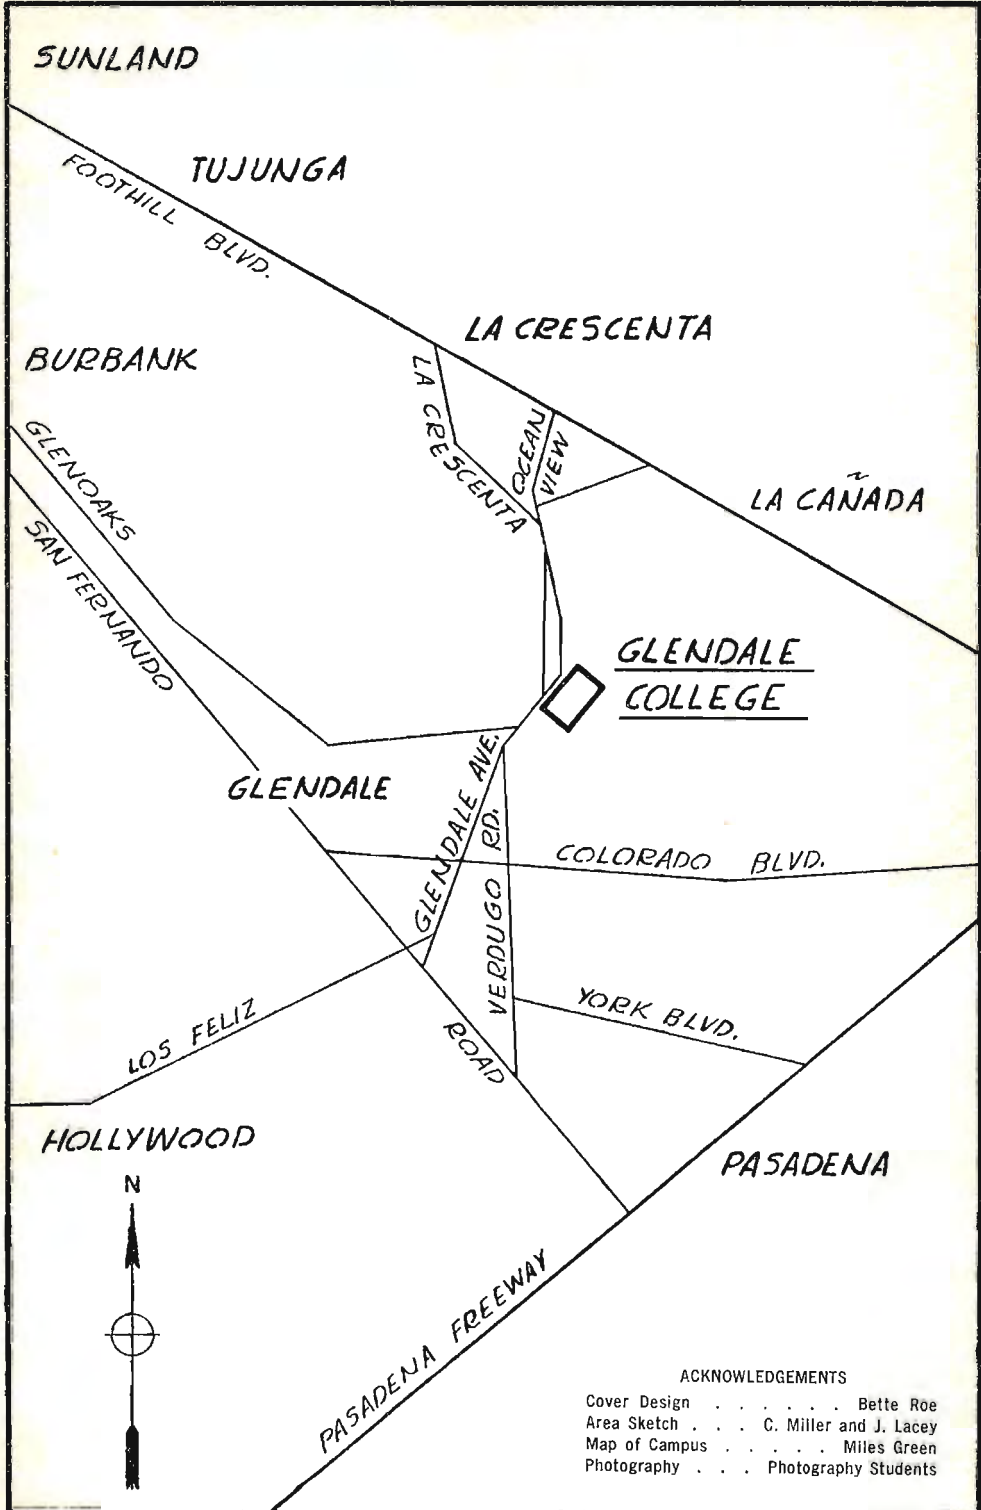 SUNLAND
TUJUNGA
FOOTHILL BLVD.
LA CRESCENTA
BURBANK
LA CRESCENTA
OCEAN
VIEW
GLENOAKS
LA CAÑADA
SAN FERNANDO
GLENDALE
COLLEGE
GLENDALE
GLENDALE AVE.
VERDUGO RD.
COLORADO BLVD.
YORK BLVD.
LOS FELIZ
ROAD
HOLLYWOOD
PASADENA
N
PASADENA FREEWAY
ACKNOWLEDGEMENTS
Cover Design . . . . . . Bette Roe
Area Sketch . . . C. Miller and J. Lacey
Map of Campus . . . . . Miles Green
Photography . . . Photography Students